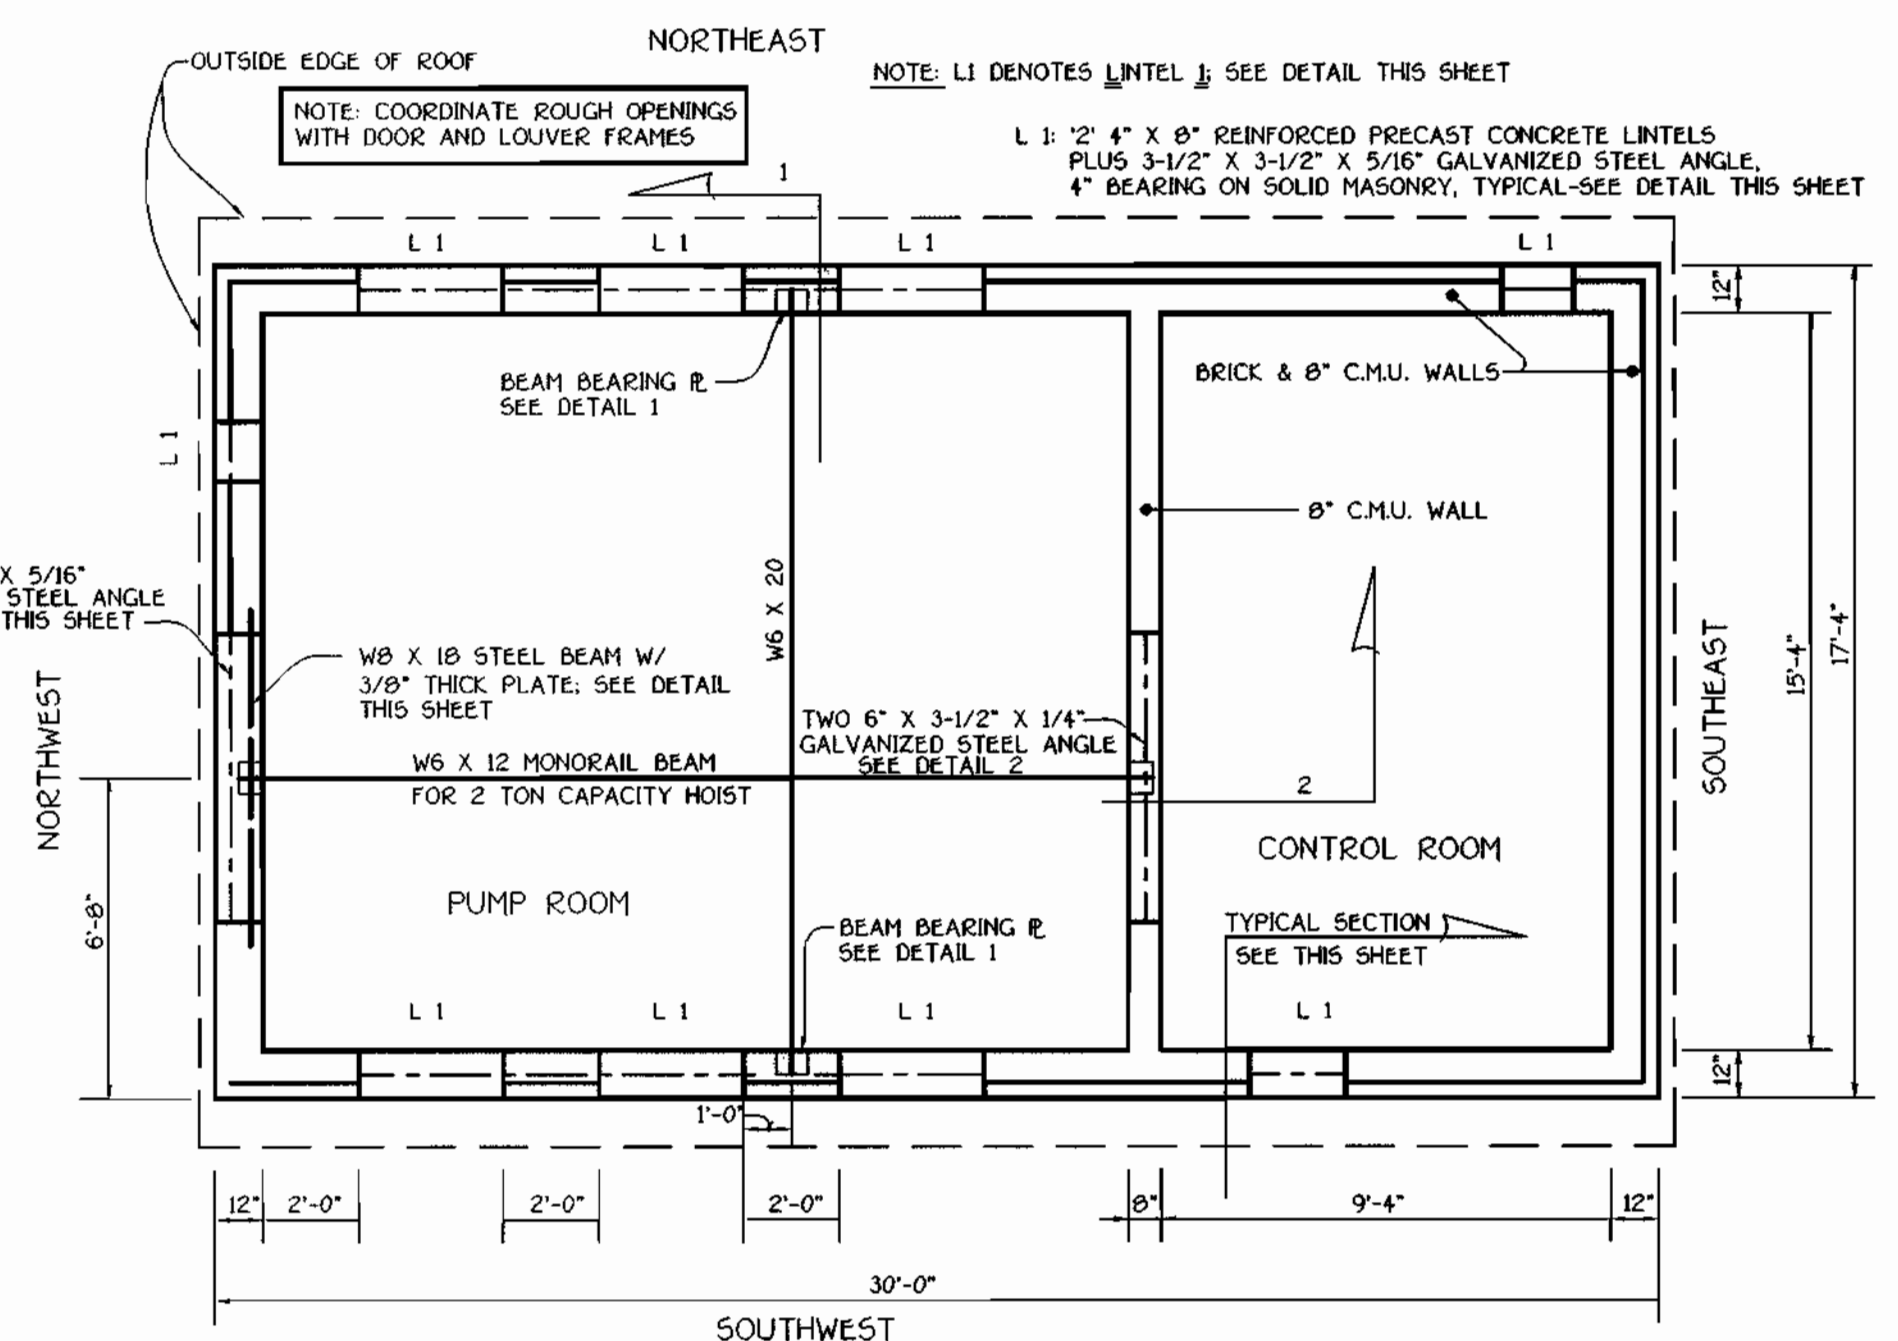 NORTHEAST
OUTSIDE EDGE OF ROOF
NOTE: L1 DENOTES LINTEL 1; SEE DETAIL THIS SHEET
NOTE: COORDINATE ROUGH OPENINGS
WITH DOOR AND LOUVER FRAMES
L 1: '2' 4" X 8" REINFORCED PRECAST CONCRETE LINTELS
PLUS 3-1/2" X 3-1/2" X 5/16" GALVANIZED STEEL ANGLE,
4" BEARING ON SOLID MASONRY, TYPICAL-SEE DETAIL THIS SHEET
1
L 1
L 1
L 1
L 1
12"
BEAM BEARING ℙL
SEE DETAIL 1
BRICK & 8" C.M.U. WALLS
L 1
8" C.M.U. WALL
X 5/16"
STEEL ANGLE
THIS SHEET
W6 X 20
W8 X 18 STEEL BEAM W/
3/8" THICK PLATE; SEE DETAIL
THIS SHEET
TWO 6" X 3-1/2" X 1/4"
GALVANIZED STEEL ANGLE
SEE DETAIL 2
NORTHWEST
SOUTHEAST
15'-4"
17'-4"
W6 X 12 MONORAIL BEAM
FOR 2 TON CAPACITY HOIST
2
CONTROL ROOM
PUMP ROOM
6'-8"
BEAM BEARING ℙL
SEE DETAIL 1
TYPICAL SECTION
SEE THIS SHEET
L 1
L 1
L 1
L 1
12"
1'-0"
12"
2'-0"
2'-0"
2'-0"
8"
9'-4"
12"
30'-0"
SOUTHWEST